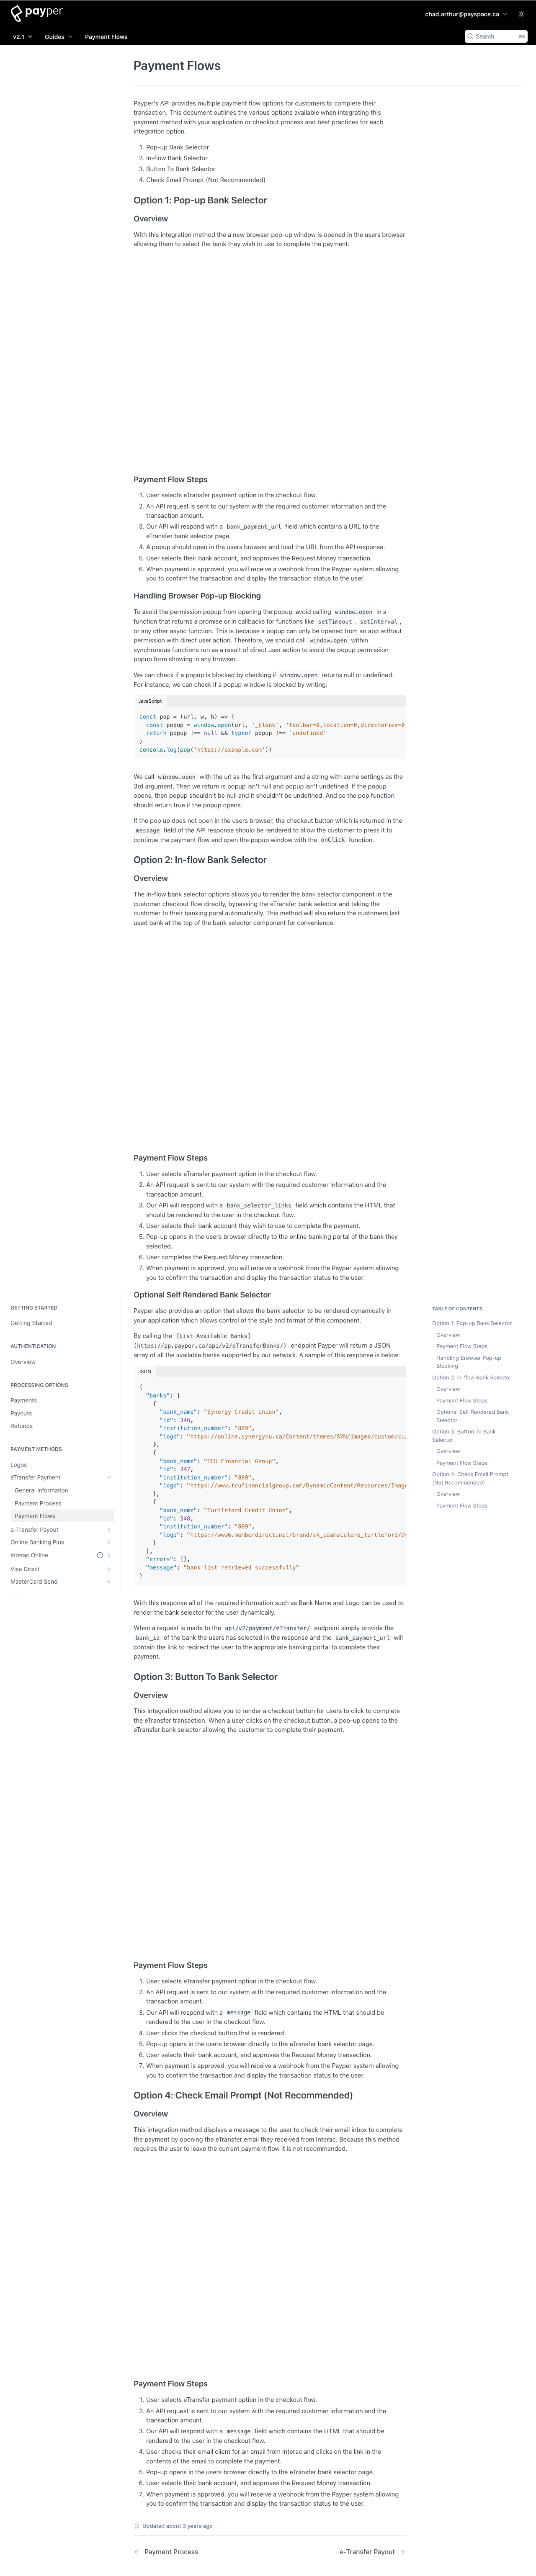 payper
chad.arthur@payspace.ca
v2.1
Guides
Payment Flows
Search
⌘K
Payment Flows
Payper's API provides multiple payment flow options for customers to complete their
transaction. This document outlines the various options available when integrating this
payment method with your application or checkout process and best practices for each
integration option.
1. Pop-up Bank Selector
2. In-flow Bank Selector
3. Button To Bank Selector
4. Check Email Prompt (Not Recommended)
Option 1: Pop-up Bank Selector
Overview
With this integration method the a new browser pop-up window is opened in the users browser
allowing them to select the bank they wish to use to complete the payment.
Payment Flow Steps
1. User selects eTransfer payment option in the checkout flow.
2. An API request is sent to our system with the required customer information and the
transaction amount.
3. Our API will respond with a bank_payment_url field which contains a URL to the
eTransfer bank selector page.
4. A popup should open in the users browser and load the URL from the API response.
5. User selects their bank account, and approves the Request Money transaction.
6. When payment is approved, you will receive a webhook from the Payper system allowing
you to confirm the transaction and display the transaction status to the user.
Handling Browser Pop-up Blocking
To avoid the permission popup from opening the popup, avoid calling window.open in a
function that returns a promise or in callbacks for functions like setTimeout, setInterval,
or any other async function. This is because a popup can only be opened from an app without
permission with direct user action. Therefore, we should call window.open within
synchronous functions run as a result of direct user action to avoid the popup permission
popup from showing in any browser.
We can check if a popup is blocked by checking if window.open returns null or undefined.
For instance, we can check if a popup window is blocked by writing:
JavaScript
const pop = (url, w, h) => {
const popup = window.open(url, '_blank', 'toolbar=0,location=0,directories=0
return popup !== null && typeof popup !== 'undefined'
}
console.log(pop('https://example.com'))
We call window.open with the url as the first argument and a string with some settings as the
3rd argument. Then we return is popup isn't null and popup isn't undefined. If the popup
opens, then popup shouldn't be null and it shouldn't be undefined. And so the pop function
should return true if the popup opens.
If the pop up does not open in the users browser, the checkout button which is returned in the
message field of the API response should be rendered to allow the customer to press it to
continue the payment flow and open the popup window with the onClick function.
Option 2: In-flow Bank Selector
Overview
The In-flow bank selector options allows you to render the bank selector component in the
customer checkout flow directly, bypassing the eTransfer bank selector and taking the
customer to their banking poral automatically. This method will also return the customers last
used bank at the top of the bank selector component for convenience.
Payment Flow Steps
1. User selects eTransfer payment option in the checkout flow.
2. An API request is sent to our system with the required customer information and the
transaction amount.
3. Our API will respond with a bank_selector_links field which contains the HTML that
should be rendered to the user in the checkout flow.
4. User selects their bank account they wish to use to complete the payment.
5. Pop-up opens in the users browser directly to the online banking portal of the bank they
selected.
6. User completes the Request Money transaction.
7. When payment is approved, you will receive a webhook from the Payper system allowing
you to confirm the transaction and display the transaction status to the user.
Optional Self Rendered Bank Selector
Payper also provides an option that allows the bank selector to be rendered dynamically in
your application which allows control of the style and format of this component.
By calling the [List Available Banks]
(https://pp.payper.ca/api/v2/eTransferBanks/) endpoint Payper will return a JSON
array of all the available banks supported by our network. A sample of this response is below:
JSON
{
"banks": [
{
"bank_name": "Synergy Credit Union",
"id": 346,
"institution_number": "889",
"logo": "https://online.synergycu.ca/Content/themes/SYN/images/custom/cu
},
{
"bank_name": "TCU Financial Group",
"id": 347,
"institution_number": "889",
"logo": "https://www.tcufinancialgroup.com/DynamicContent/Resources/Imag
},
{
"bank_name": "Turtleford Credit Union",
"id": 348,
"institution_number": "889",
"logo": "https://www6.memberdirect.net/brand/sk_ceamscelero_turtleford/D
}
],
"errors": [],
"message": "bank list retrieved successfully"
}
With this response all of the required information such as Bank Name and Logo can be used to
render the bank selector for the user dynamically.
When a request is made to the api/v2/payment/eTransfer/ endpoint simply provide the
bank_id of the bank the users has selected in the response and the bank_payment_url will
contain the link to redirect the user to the appropriate banking portal to complete their
payment.
Option 3: Button To Bank Selector
Overview
This integration method allows you to render a checkout button for users to click to complete
the eTransfer transaction. When a user clicks on the checkout button, a pop-up opens to the
eTransfer bank selector allowing the customer to complete their payment.
Payment Flow Steps
1. User selects eTransfer payment option in the checkout flow.
2. An API request is sent to our system with the required customer information and the
transaction amount.
3. Our API will respond with a message field which contains the HTML that should be
rendered to the user in the checkout flow.
4. User clicks the checkout button that is rendered.
5. Pop-up opens in the users browser directly to the eTransfer bank selector page.
6. User selects their bank account, and approves the Request Money transaction.
7. When payment is approved, you will receive a webhook from the Payper system allowing
you to confirm the transaction and display the transaction status to the user.
Option 4: Check Email Prompt (Not Recommended)
Overview
This integration method displays a message to the user to check their email inbox to complete
the payment by opening the eTransfer email they received from Interac. Because this method
requires the user to leave the current payment flow it is not recommended.
Payment Flow Steps
1. User selects eTransfer payment option in the checkout flow.
2. An API request is sent to our system with the required customer information and the
transaction amount.
3. Our API will respond with a message field which contains the HTML that should be
rendered to the user in the checkout flow.
4. User checks their email client for an email from Interac and clicks on the link in the
contents of the email to complete the payment.
5. Pop-up opens in the users browser directly to the eTransfer bank selector page.
6. User selects their bank account, and approves the Request Money transaction.
7. When payment is approved, you will receive a webhook from the Payper system allowing
you to confirm the transaction and display the transaction status to the user.
Updated about 3 years ago
← Payment Process
e-Transfer Payout →
GETTING STARTED
Getting Started
AUTHENTICATION
Overview
PROCESSING OPTIONS
Payments
Payouts
Refunds
PAYMENT METHODS
Logos
eTransfer Payment
General Information
Payment Process
Payment Flows
e-Transfer Payout
Online Banking Plus
Interac Online
Visa Direct
MasterCard Send
TABLE OF CONTENTS
Option 1: Pop-up Bank Selector
Overview
Payment Flow Steps
Handling Browser Pop-up
Blocking
Option 2: In-flow Bank Selector
Overview
Payment Flow Steps
Optional Self Rendered Bank
Selector
Option 3: Button To Bank
Selector
Overview
Payment Flow Steps
Option 4: Check Email Prompt
(Not Recommended)
Overview
Payment Flow Steps